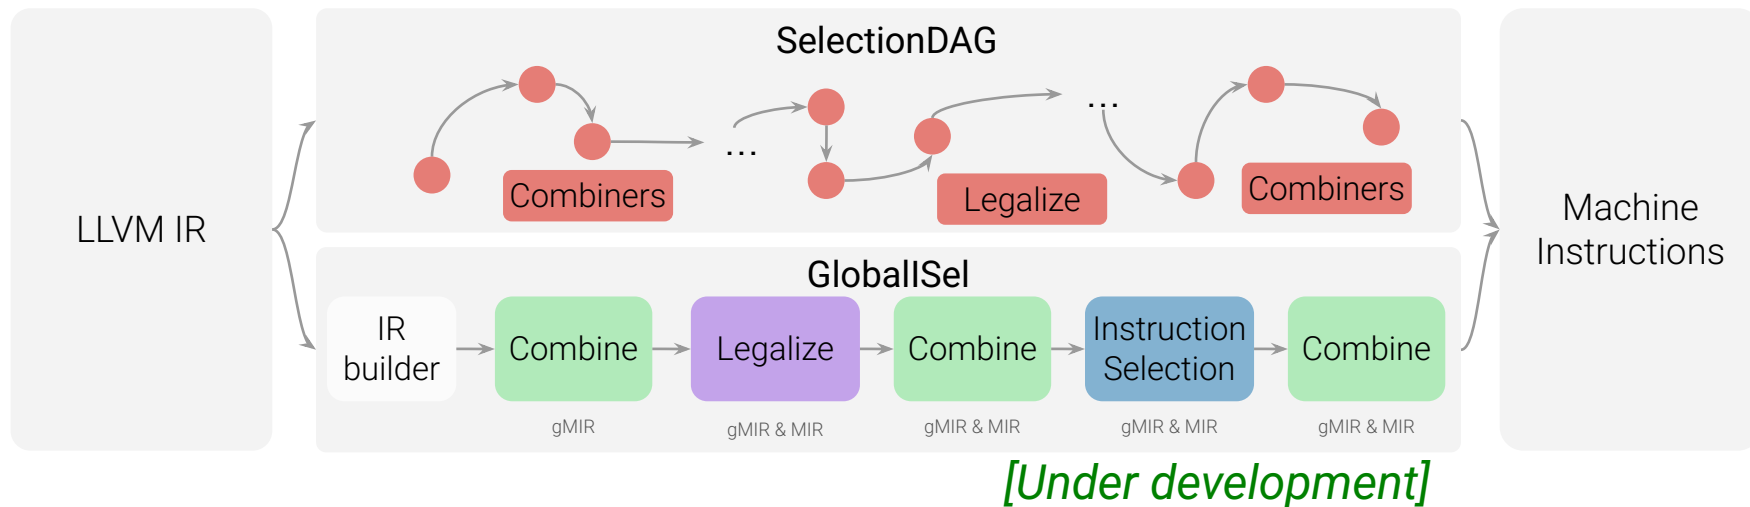 LLVM IR
SelectionDAG
...
...
Combiners
Legalize
Combiners
GlobalISel
IR
builder
Combine
Legalize
Combine
Instruction
Selection
Combine
gMIR
gMIR & MIR
gMIR & MIR
gMIR & MIR
gMIR & MIR
Machine
Instructions
[Under development]